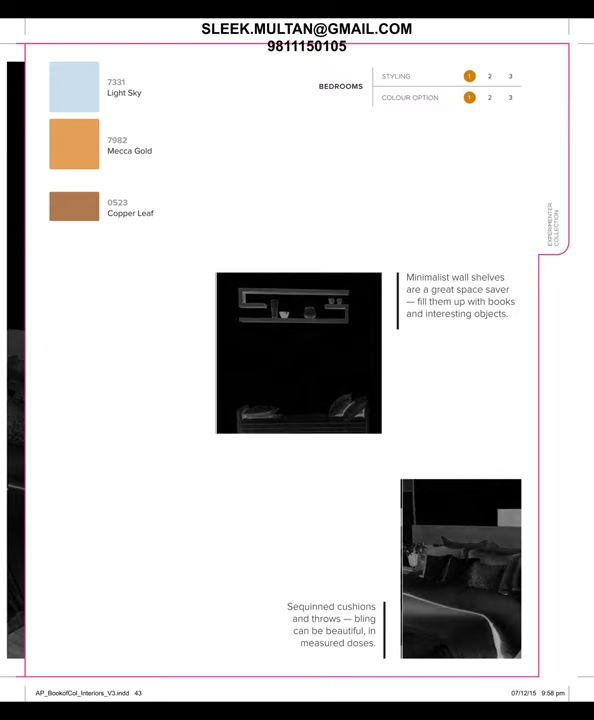 SLEEK.MULTAN@GMAIL.COM
9811150105
7331
Light Sky
7982
Mecca Gold
0523
Copper Leaf
BEDROOMS
STYLING 1 2 3
COLOUR OPTION 1 2 3
EXPERIMENTER
COLLECTION
Minimalist wall shelves
are a great space saver
— fill them up with books
and interesting objects.
Sequinned cushions
and throws — bling
can be beautiful, in
measured doses.
AP_BookofCol_Interiors_V3.indd 43
07/12/15 9:58 pm